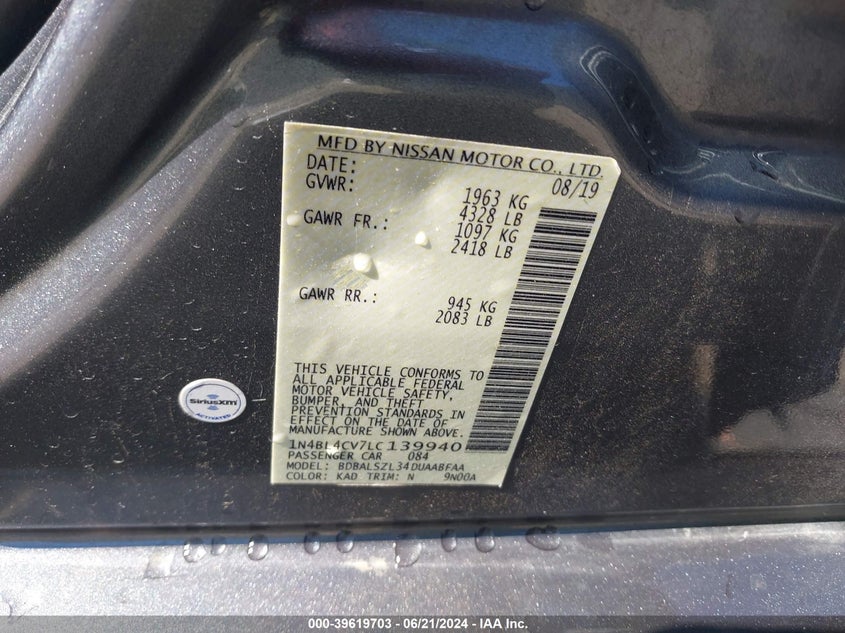 MFD BY NISSAN MOTOR CO., LTD.
DATE: 08/19
GVWR: 1963 KG
4328 LB
GAWR FR.: 1097 KG
2418 LB
GAWR RR.: 945 KG
2083 LB
THIS VEHICLE CONFORMS TO
ALL APPLICABLE FEDERAL
MOTOR VEHICLE SAFETY,
BUMPER, AND THEFT
PREVENTION STANDARDS IN
EFFECT ON THE DATE OF
MANUFACTURE SHOWN ABOVE.
1N4BL4CV7LC139940
PASSENGER CAR 084
MODEL: BDBALSZL34DUAABFAA
COLOR: KAD TRIM: N 9N00A
SiriusXM
ACTIVATED
000-39619703 - 06/21/2024 - IAA Inc.